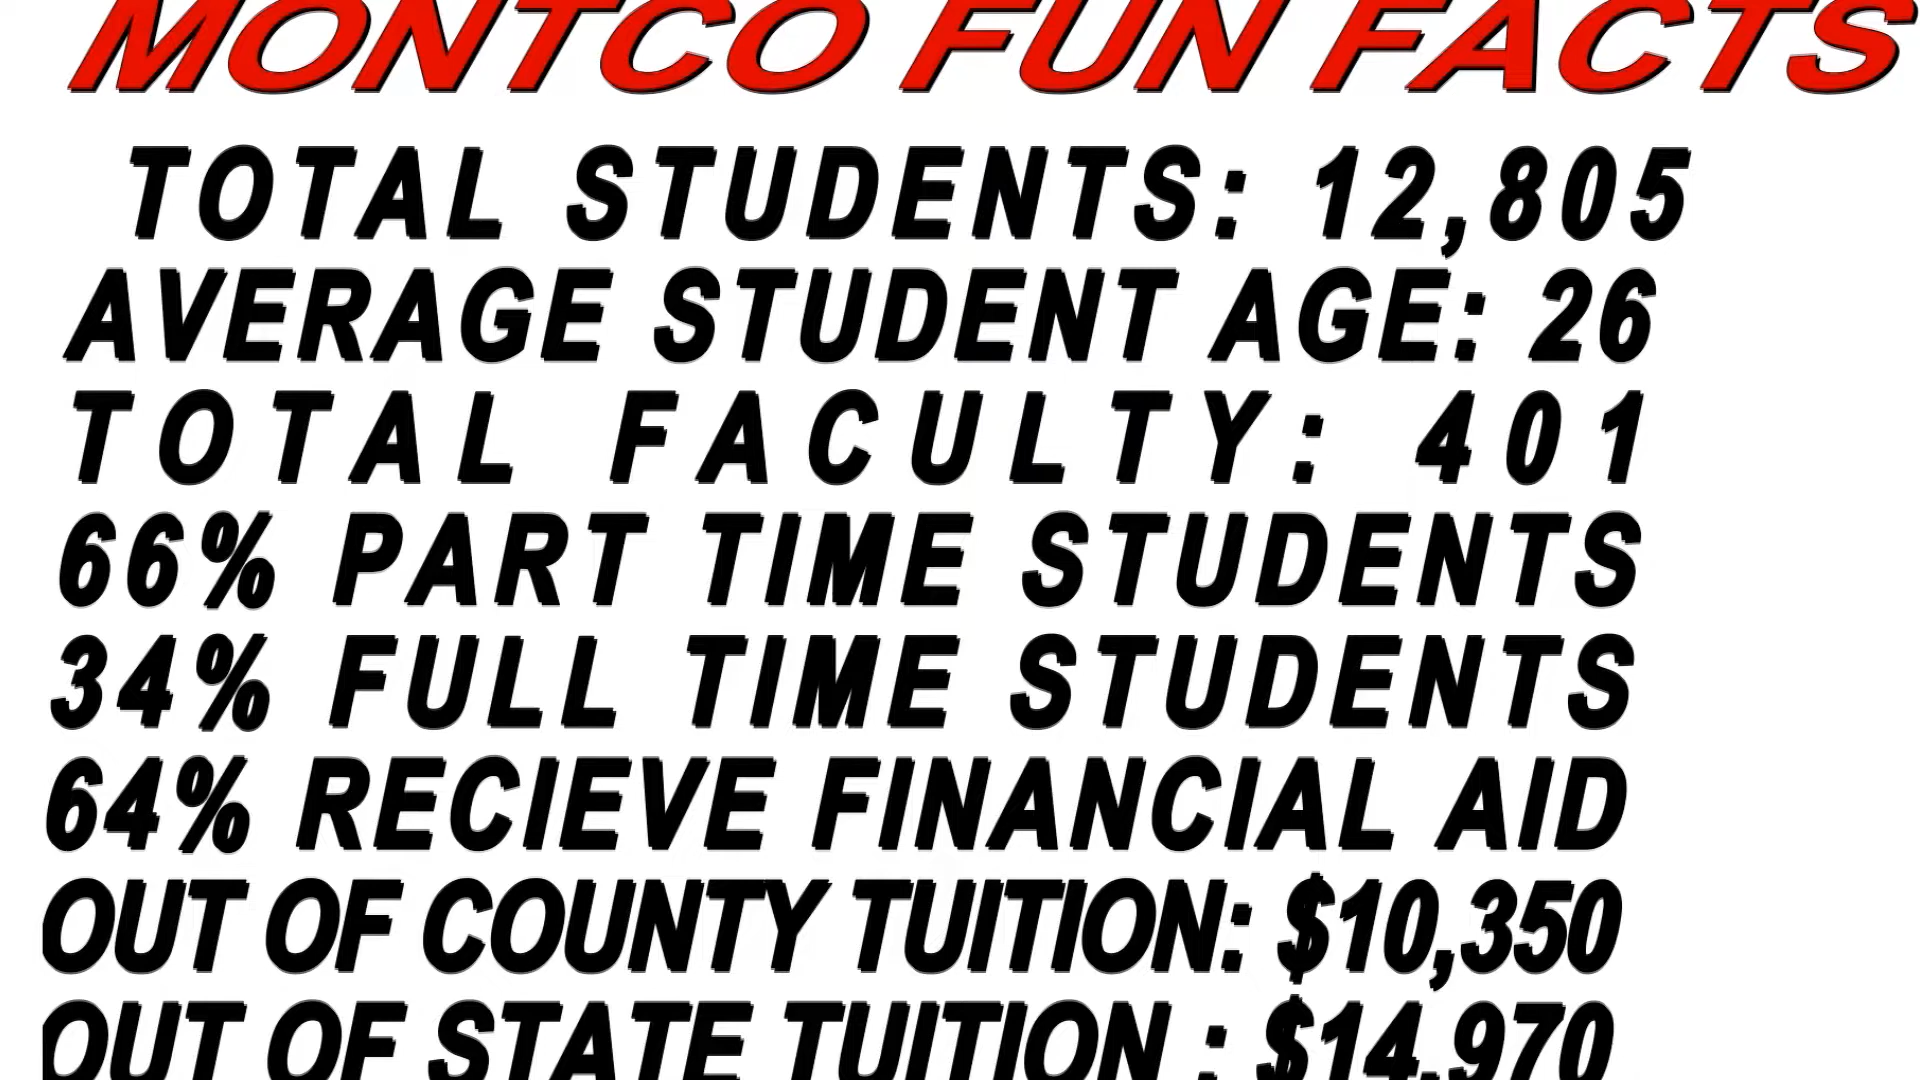 MONTCO FUN FACTS
TOTAL STUDENTS: 12,805
AVERAGE STUDENT AGE: 26
TOTAL FACULTY: 401
66% PART TIME STUDENTS
34% FULL TIME STUDENTS
64% RECIEVE FINANCIAL AID
OUT OF COUNTY TUITION: $10,350
OUT OF STATE TUITION : $14,970